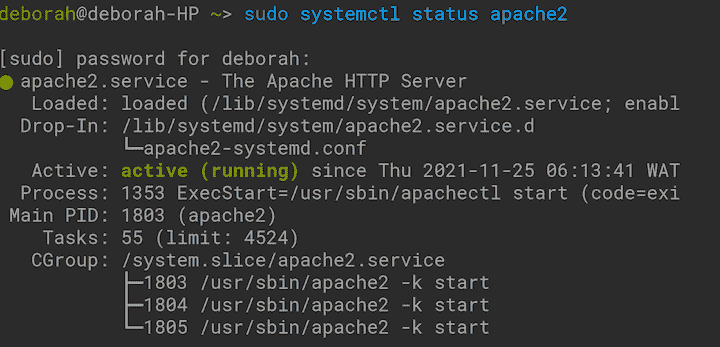 deborah@deborah-HP ~> sudo systemctl status apache2
[sudo] password for deborah:
● apache2.service - The Apache HTTP Server
   Loaded: loaded (/lib/systemd/system/apache2.service; enabl
  Drop-In: /lib/systemd/system/apache2.service.d
           └─apache2-systemd.conf
   Active: active (running) since Thu 2021-11-25 06:13:41 WAT
  Process: 1353 ExecStart=/usr/sbin/apachectl start (code=exi
 Main PID: 1803 (apache2)
    Tasks: 55 (limit: 4524)
   CGroup: /system.slice/apache2.service
           ├─1803 /usr/sbin/apache2 -k start
           ├─1804 /usr/sbin/apache2 -k start
           └─1805 /usr/sbin/apache2 -k start